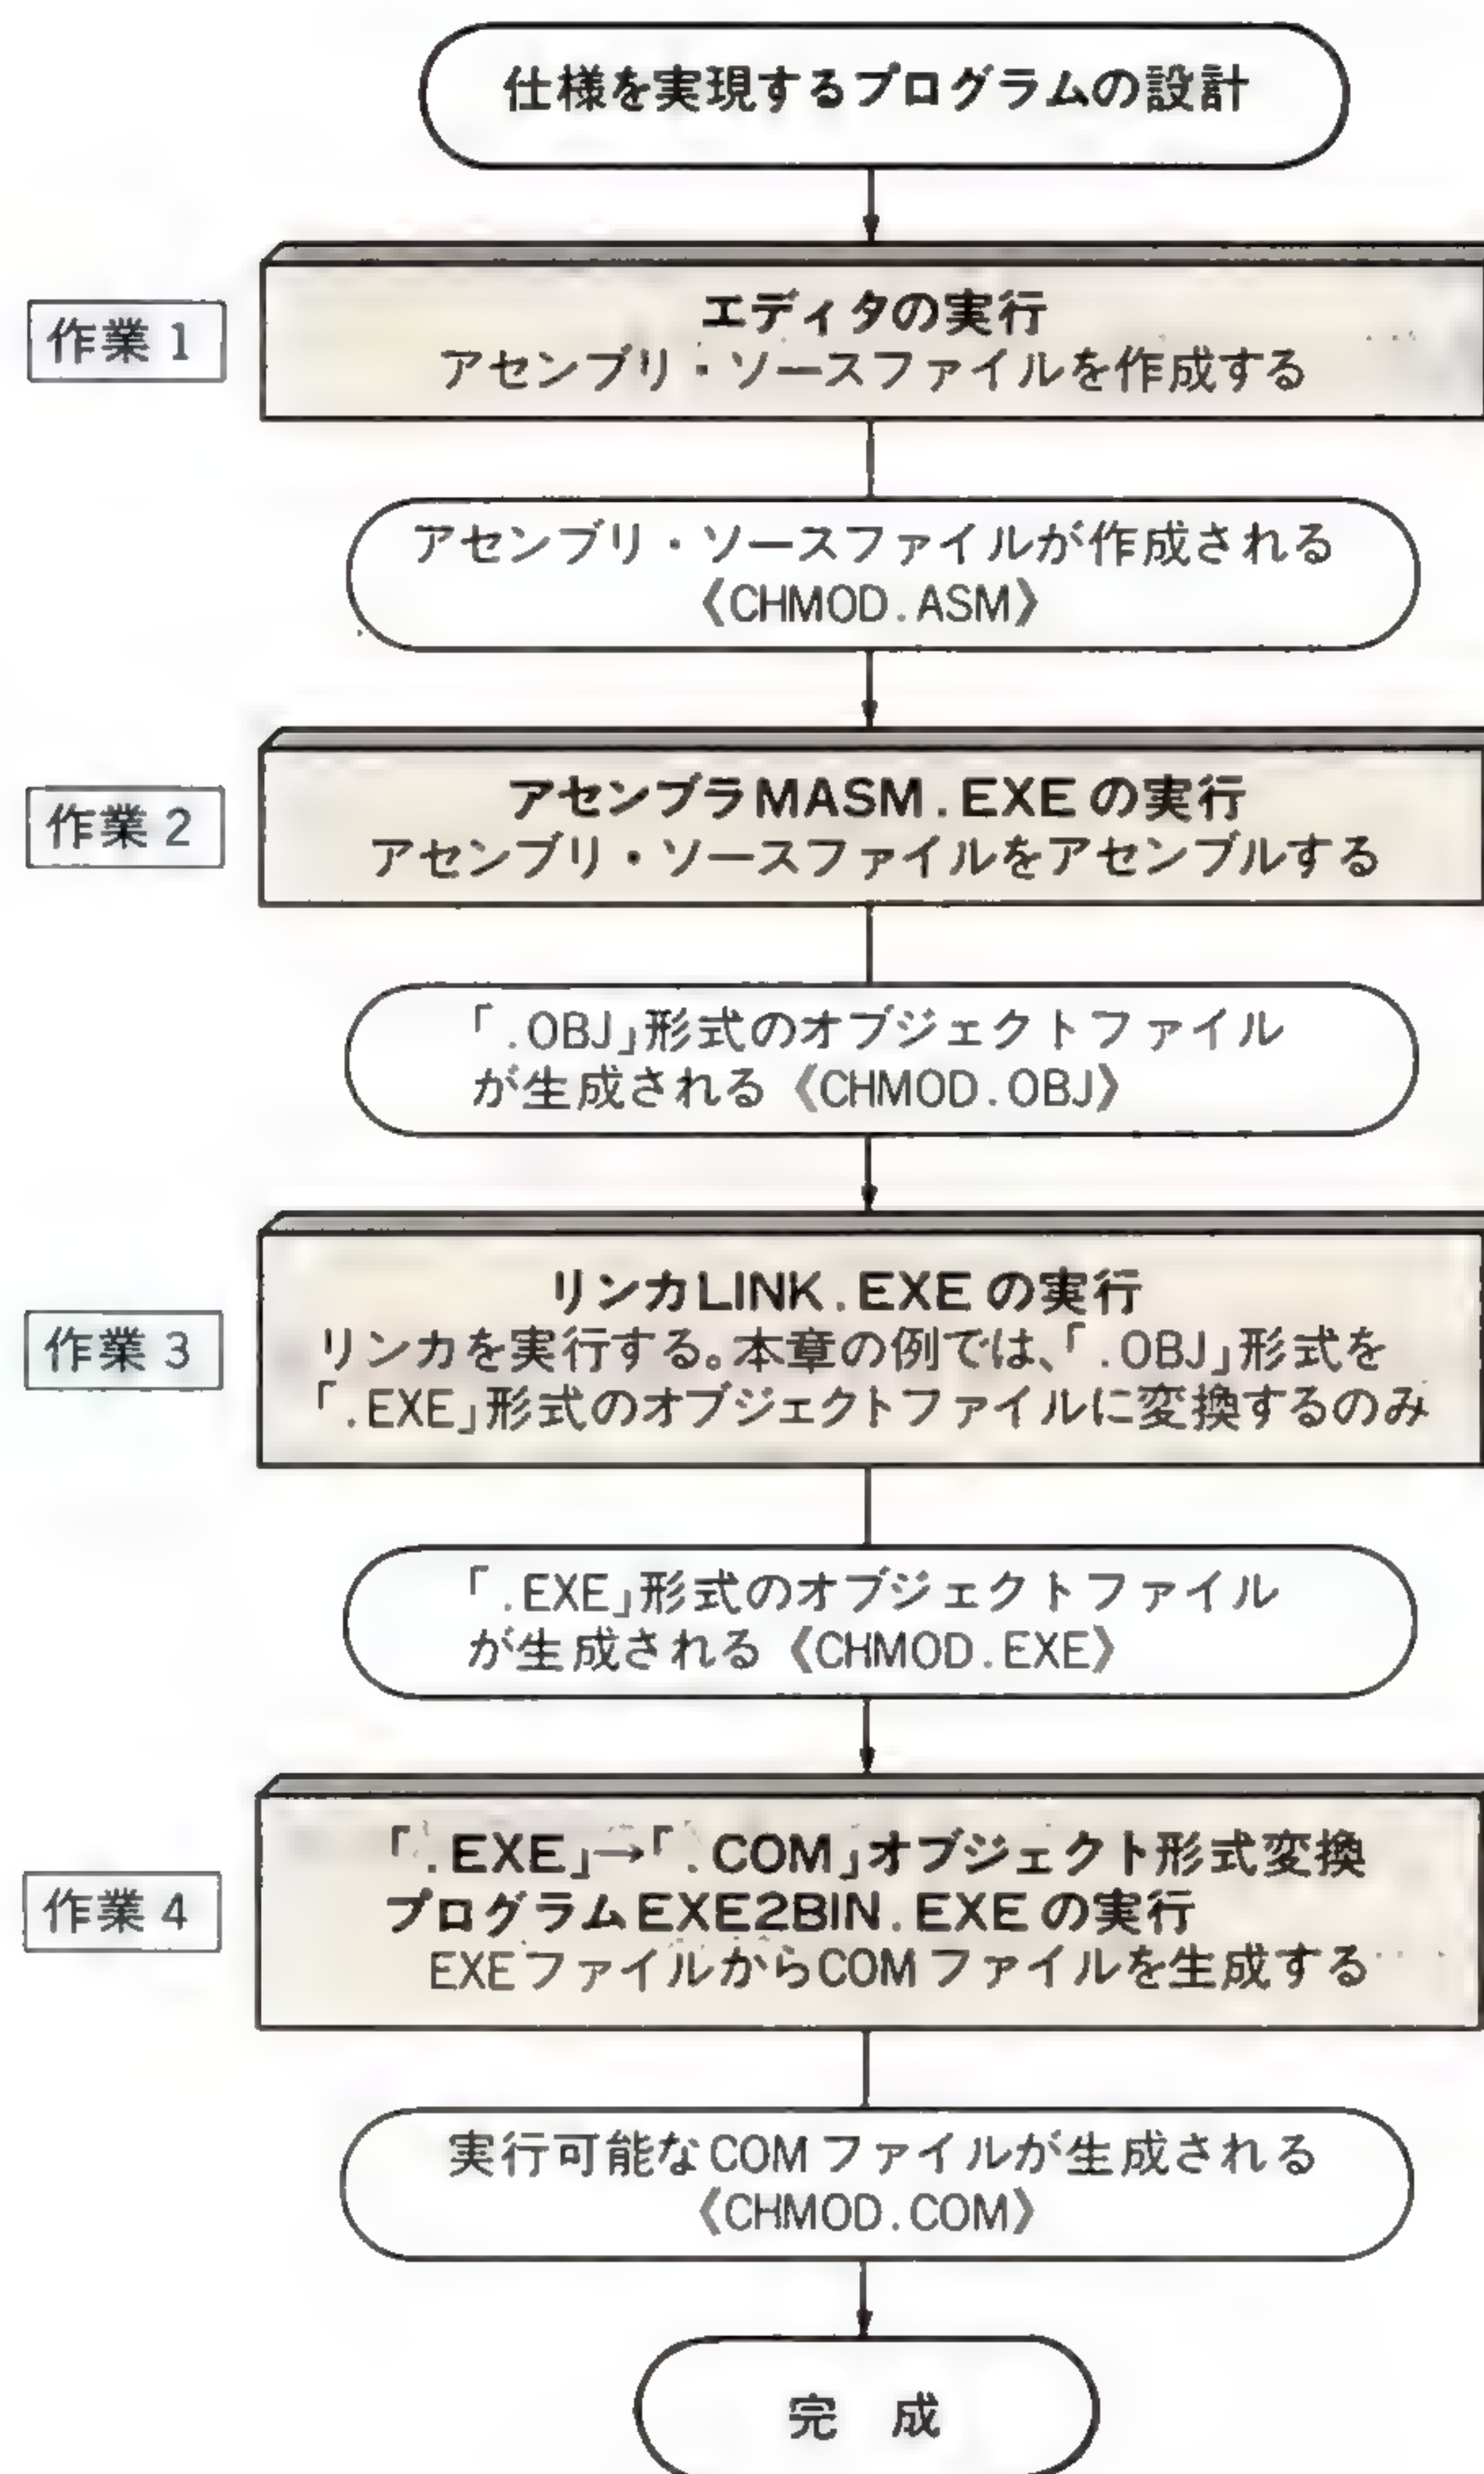 仕様を実現するプログラムの設計
作業1
エディタの実行
アセンブリ・ソースファイルを作成する
アセンブリ・ソースファイルが作成される
《CHMOD.ASM》
作業2
アセンブラMASM.EXEの実行
アセンブリ・ソースファイルをアセンブルする
「.OBJ」形式のオブジェクトファイル
が生成される《CHMOD.OBJ》
作業3
リンカLINK.EXEの実行
リンカを実行する。本章の例では、「.OBJ」形式を
「.EXE」形式のオブジェクトファイルに変換するのみ
「.EXE」形式のオブジェクトファイル
が生成される《CHMOD.EXE》
作業4
「.EXE」→「.COM」オブジェクト形式変換
プログラムEXE2BIN.EXEの実行
EXEファイルからCOMファイルを生成する
実行可能なCOMファイルが生成される
《CHMOD.COM》
完 成